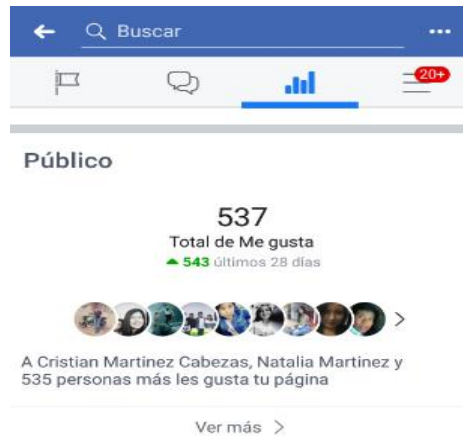 Buscar
20+
Público
537
Total de Me gusta
543 últimos 28 días
A Cristian Martinez Cabezas, Natalia Martinez y
535 personas más les gusta tu página
Ver más